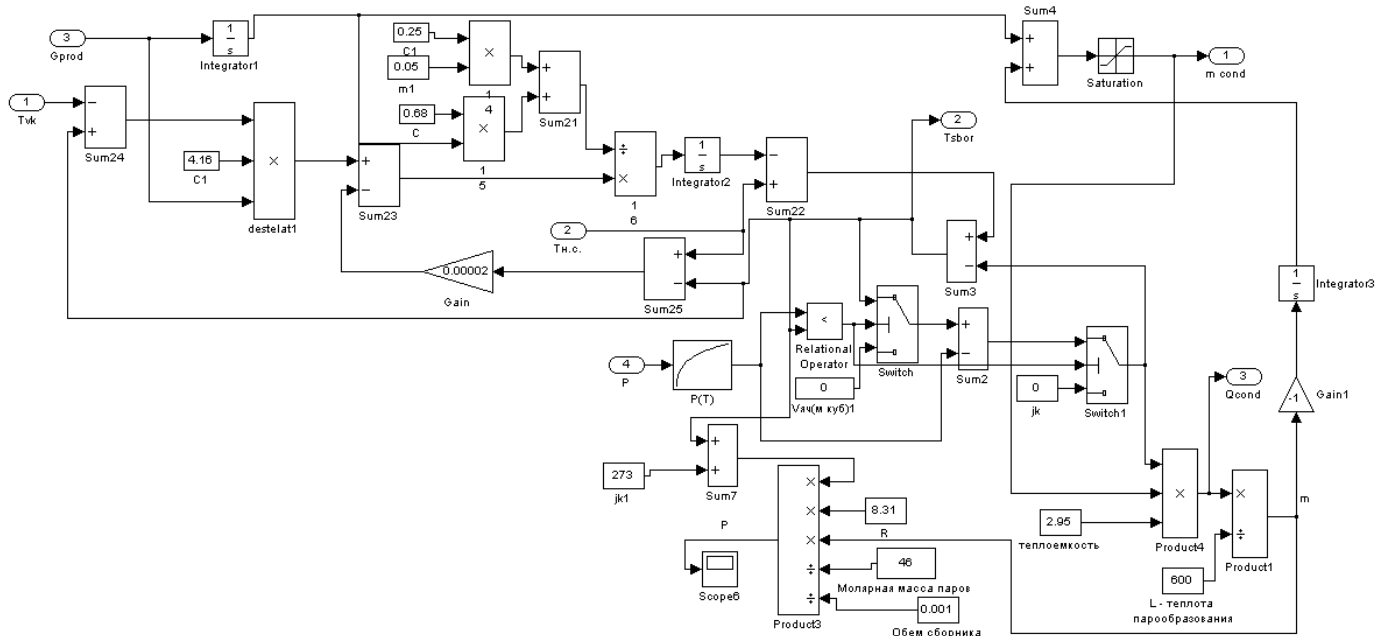 3
Gprod
1
s
Integrator1
0.25
C1
0.05
m1
×
1
4
+
+
Sum21
Sum4
+
+
Saturation
1
m cond
1
Tvk
−
+
Sum24
4.16
C1
×
destelat1
0.68
C
×
1
5
+
−
Sum23
÷
×
1
6
1
s
Integrator2
−
+
Sum22
2
Tsbor
2
Тн.с.
+
−
Sum25
0.00002
Gain
+
−
Sum3
1
s
Integrator3
4
P
P(T)
<
Relational
Operator
0
Vяч(м куб)1
Switch
+
−
Sum2
0
jk
Switch1
3
Qcond
-1
Gain1
273
jk1
+
+
Sum7
P
Scope6
×
×
×
÷
÷
Product3
8.31
R
46
Молярная масса паров
0.001
Обем сборника
2.95
теплоемкость
×
Product4
×
÷
Product1
m
600
L - теплота
парообразования